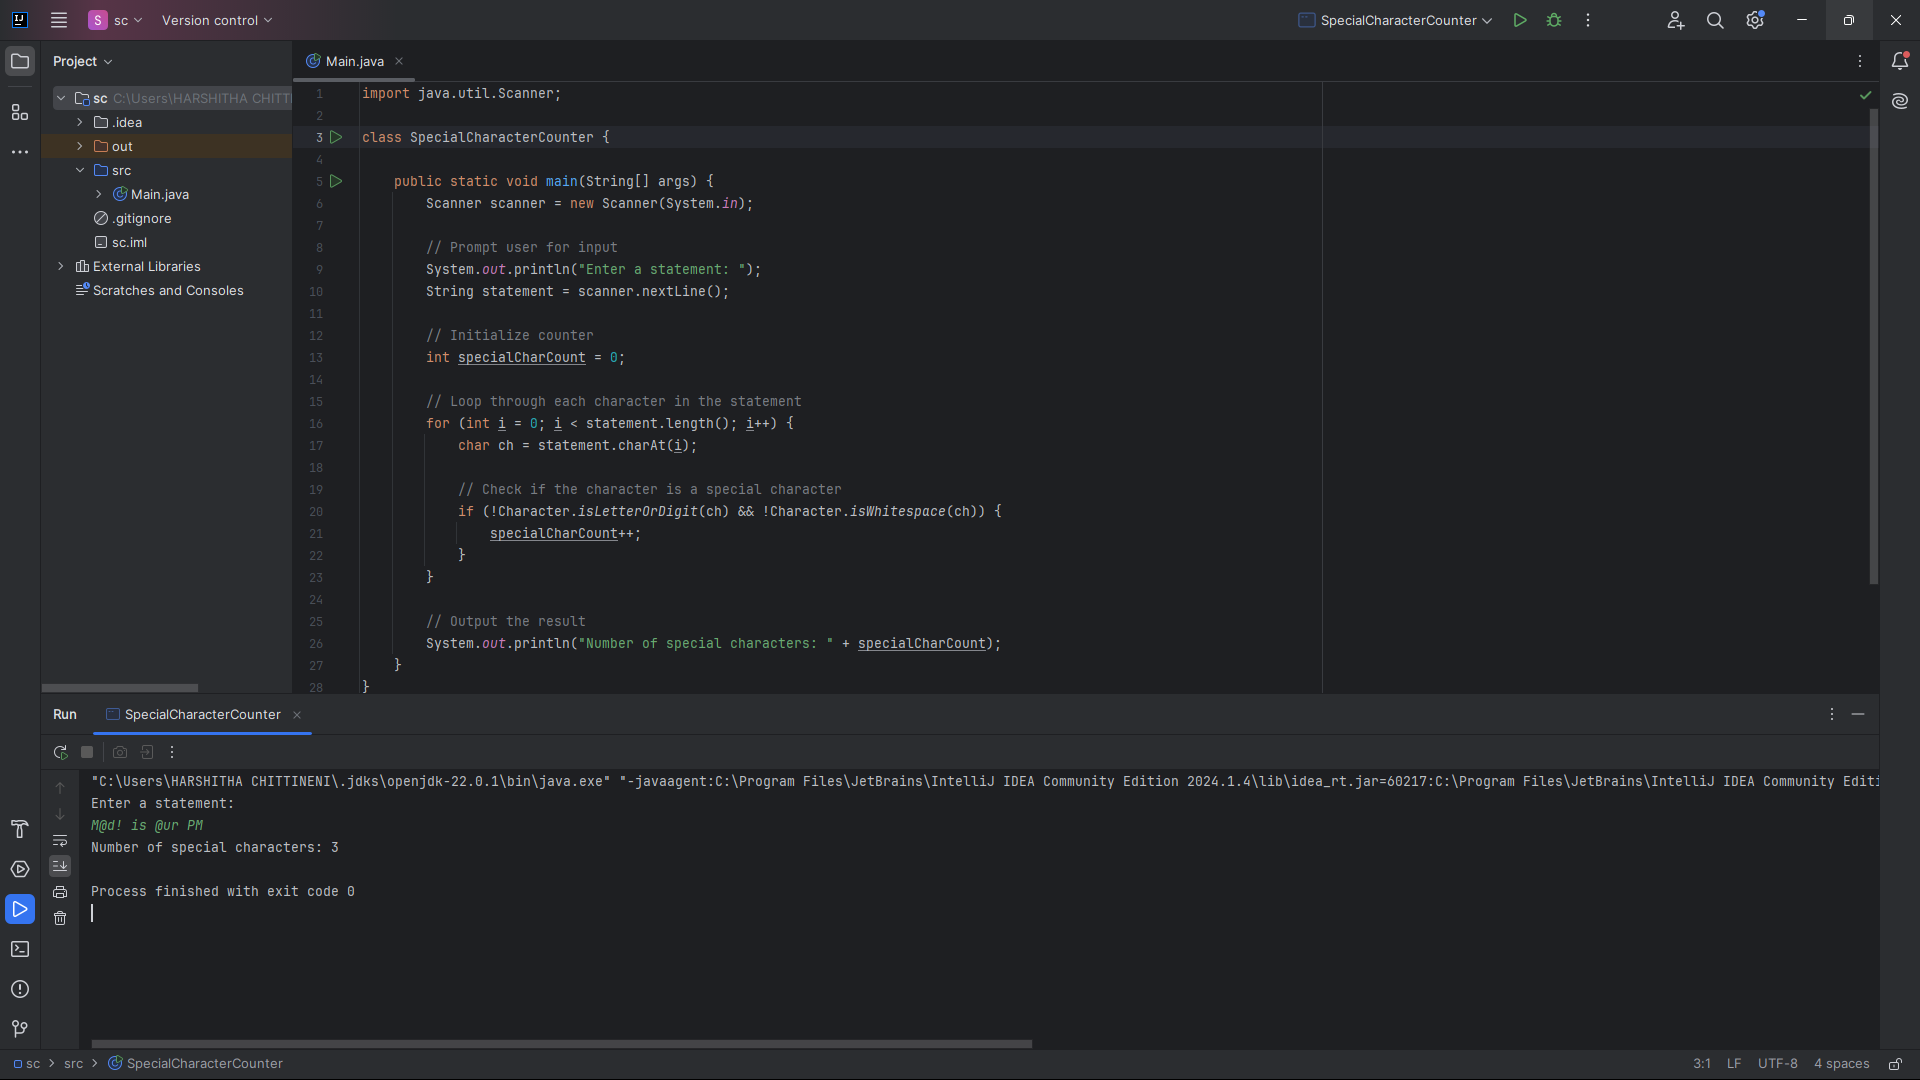 S sc Version control SpecialCharacterCounter
Project
Main.java
sc C:\Users\HARSHITHA CHITTI
.idea
out
src
Main.java
.gitignore
sc.iml
External Libraries
Scratches and Consoles
1 import java.util.Scanner;
2
3 class SpecialCharacterCounter {
4
5 public static void main(String[] args) {
6 Scanner scanner = new Scanner(System.in);
7
8 // Prompt user for input
9 System.out.println("Enter a statement: ");
10 String statement = scanner.nextLine();
11
12 // Initialize counter
13 int specialCharCount = 0;
14
15 // Loop through each character in the statement
16 for (int i = 0; i < statement.length(); i++) {
17 char ch = statement.charAt(i);
18
19 // Check if the character is a special character
20 if (!Character.isLetterOrDigit(ch) && !Character.isWhitespace(ch)) {
21 specialCharCount++;
22 }
23 }
24
25 // Output the result
26 System.out.println("Number of special characters: " + specialCharCount);
27 }
28 }
Run SpecialCharacterCounter
"C:\Users\HARSHITHA CHITTINENI\.jdks\openjdk-22.0.1\bin\java.exe" "-javaagent:C:\Program Files\JetBrains\IntelliJ IDEA Community Edition 2024.1.4\lib\idea_rt.jar=60217:C:\Program Files\JetBrains\IntelliJ IDEA Community Editi
Enter a statement:
M@d! is @ur PM
Number of special characters: 3
Process finished with exit code 0
sc > src > SpecialCharacterCounter 3:1 LF UTF-8 4 spaces